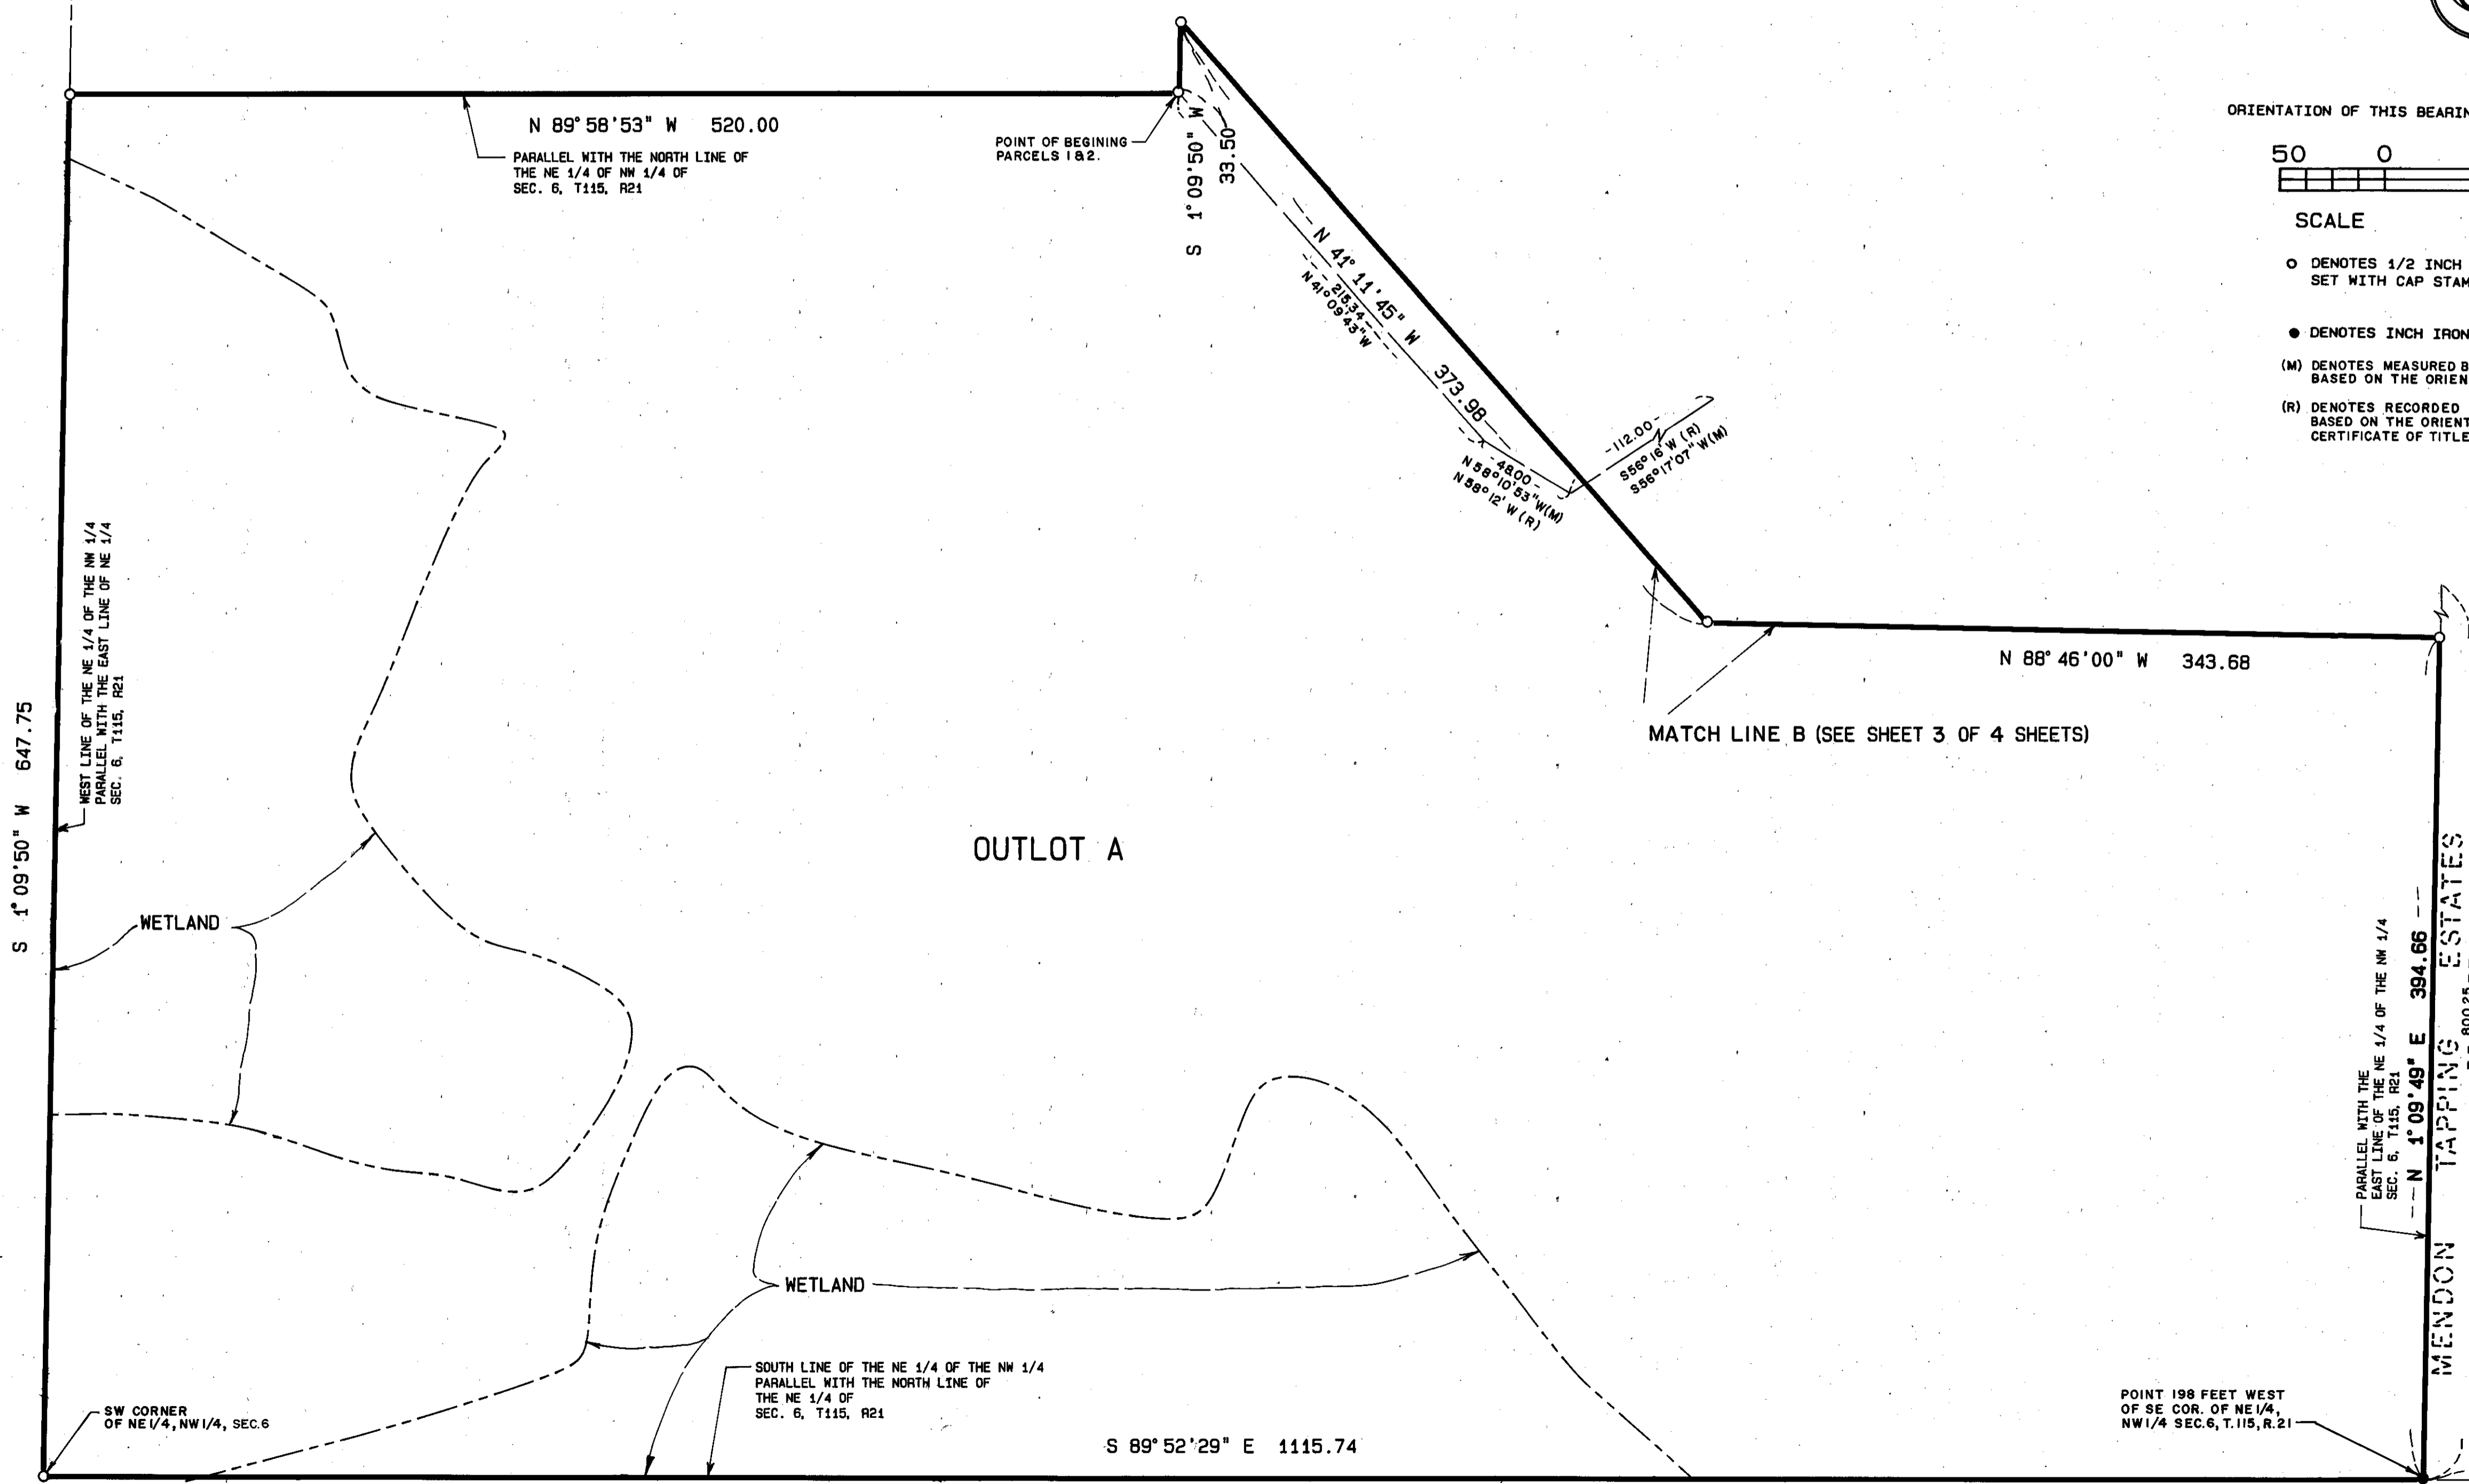 N 89° 58'53" W 520.00
PARALLEL WITH THE NORTH LINE OF
THE NE 1/4 OF NW 1/4 OF
SEC. 6, T115, R21
POINT OF BEGINING
PARCELS 1&2.
S 1° 09'50" W
33.50
N 41° 11'45" W 373.98
215.34
N 41° 09'43" W
-48.00-
N 58° 10'53" W(M)
N 58° 12' W (R)
-112.00-
S 56° 16' W (R)
S 56° 17'07" W(M)
ORIENTATION OF THIS BEARIN
50 0
SCALE
O DENOTES 1/2 INCH
SET WITH CAP STAM
● DENOTES INCH IRON
(M) DENOTES MEASURED B
BASED ON THE ORIEN
(R) DENOTES RECORDED
BASED ON THE ORIENT
CERTIFICATE OF TITLE
N 88° 46'00" W 343.68
MATCH LINE B (SEE SHEET 3 OF 4 SHEETS)
S 1° 09'50" W 647.75
WEST LINE OF THE NE 1/4 OF THE NW 1/4
PARALLEL WITH THE EAST LINE OF NE 1/4
SEC. 6, T115, R21
OUTLOT A
WETLAND
WETLAND
SOUTH LINE OF THE NE 1/4 OF THE NW 1/4
PARALLEL WITH THE NORTH LINE OF
THE NE 1/4 OF
SEC. 6, T115, R21
SW CORNER
OF NE1/4, NW1/4, SEC.6
S 89° 52'29" E 1115.74
PARALLEL WITH THE
EAST LINE OF THE NE 1/4 OF THE NW 1/4
SEC. 6, T115, R21
N 1° 09'49" E 394.66
MENDON TAPPING ESTATES
800.25
POINT 198 FEET WEST
OF SE COR. OF NE1/4,
NW1/4 SEC.6, T.115, R.21